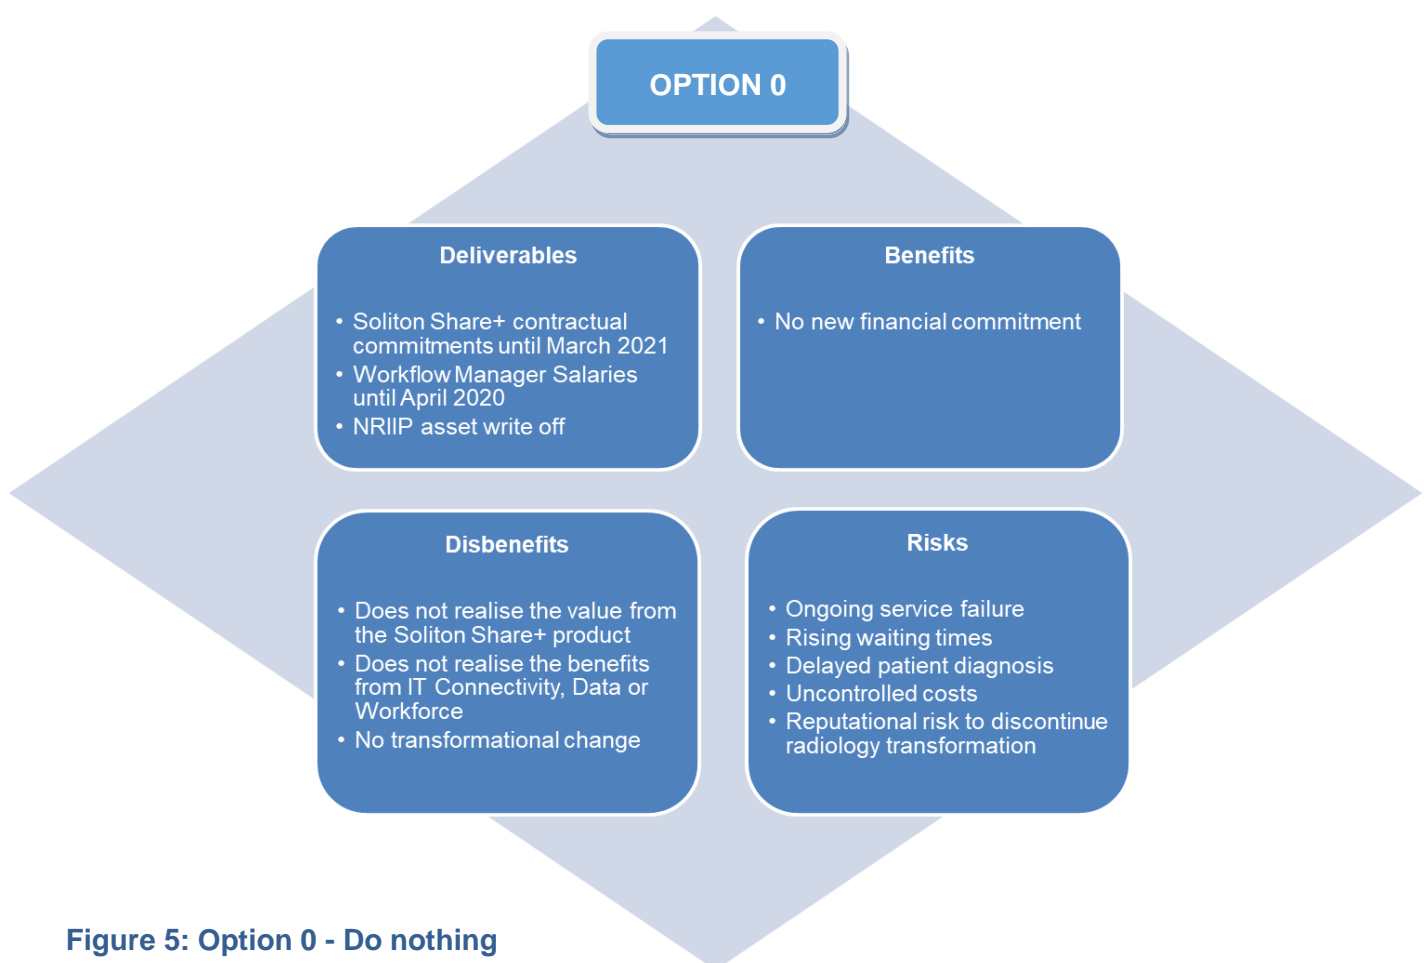 OPTION 0
Deliverables
• Soliton Share+ contractual
commitments until March 2021
• Workflow Manager Salaries
until April 2020
• NRIIP asset write off
Benefits
• No new financial commitment
Disbenefits
• Does not realise the value from
the Soliton Share+ product
• Does not realise the benefits
from IT Connectivity, Data or
Workforce
• No transformational change
Risks
• Ongoing service failure
• Rising waiting times
• Delayed patient diagnosis
• Uncontrolled costs
• Reputational risk to discontinue
radiology transformation
Figure 5: Option 0 - Do nothing